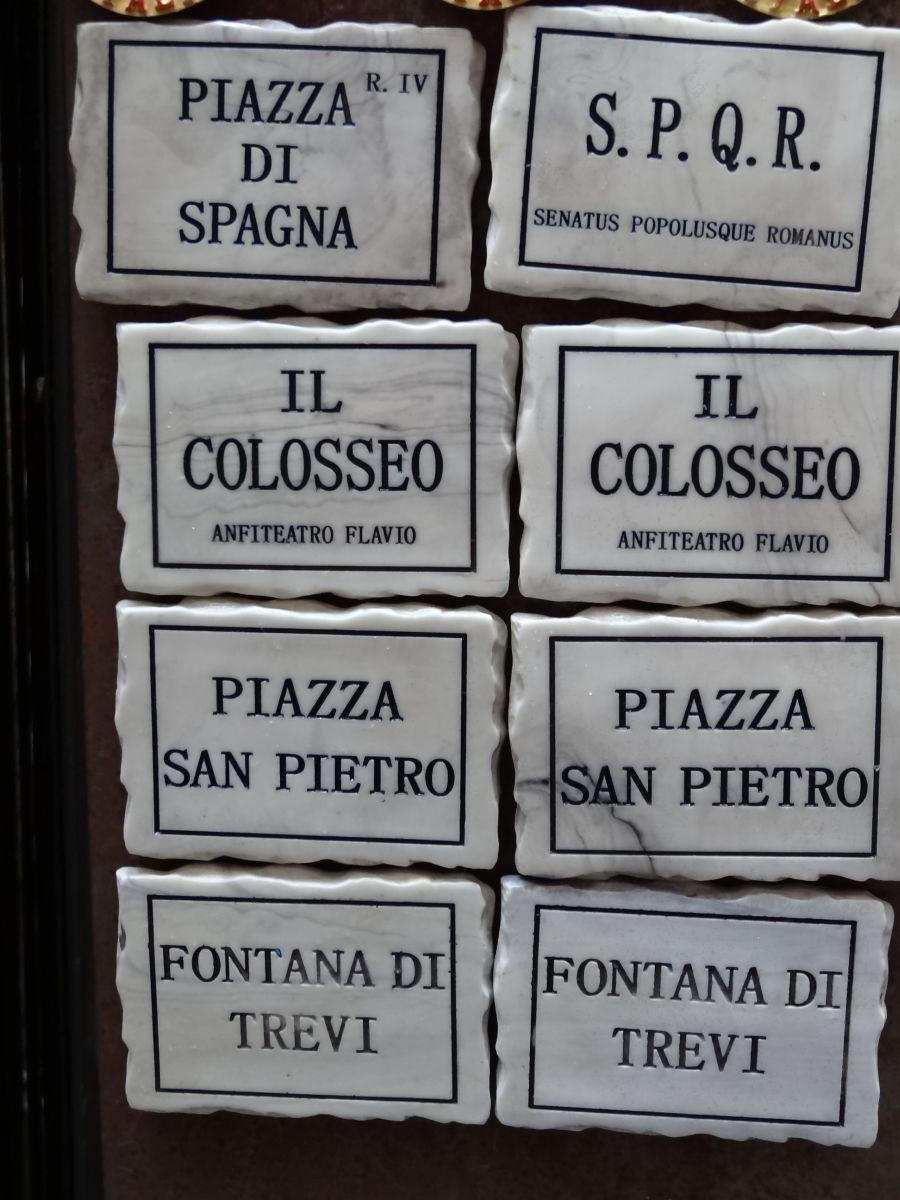 PIAZZA R. IV
DI
SPAGNA
S. P. Q. R.
SENATUS POPOLUSQUE ROMANUS
IL
COLOSSEO
ANFITEATRO FLAVIO
IL
COLOSSEO
ANFITEATRO FLAVIO
PIAZZA
SAN PIETRO
PIAZZA
SAN PIETRO
FONTANA DI
TREVI
FONTANA DI
TREVI